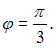 φ = π/3.